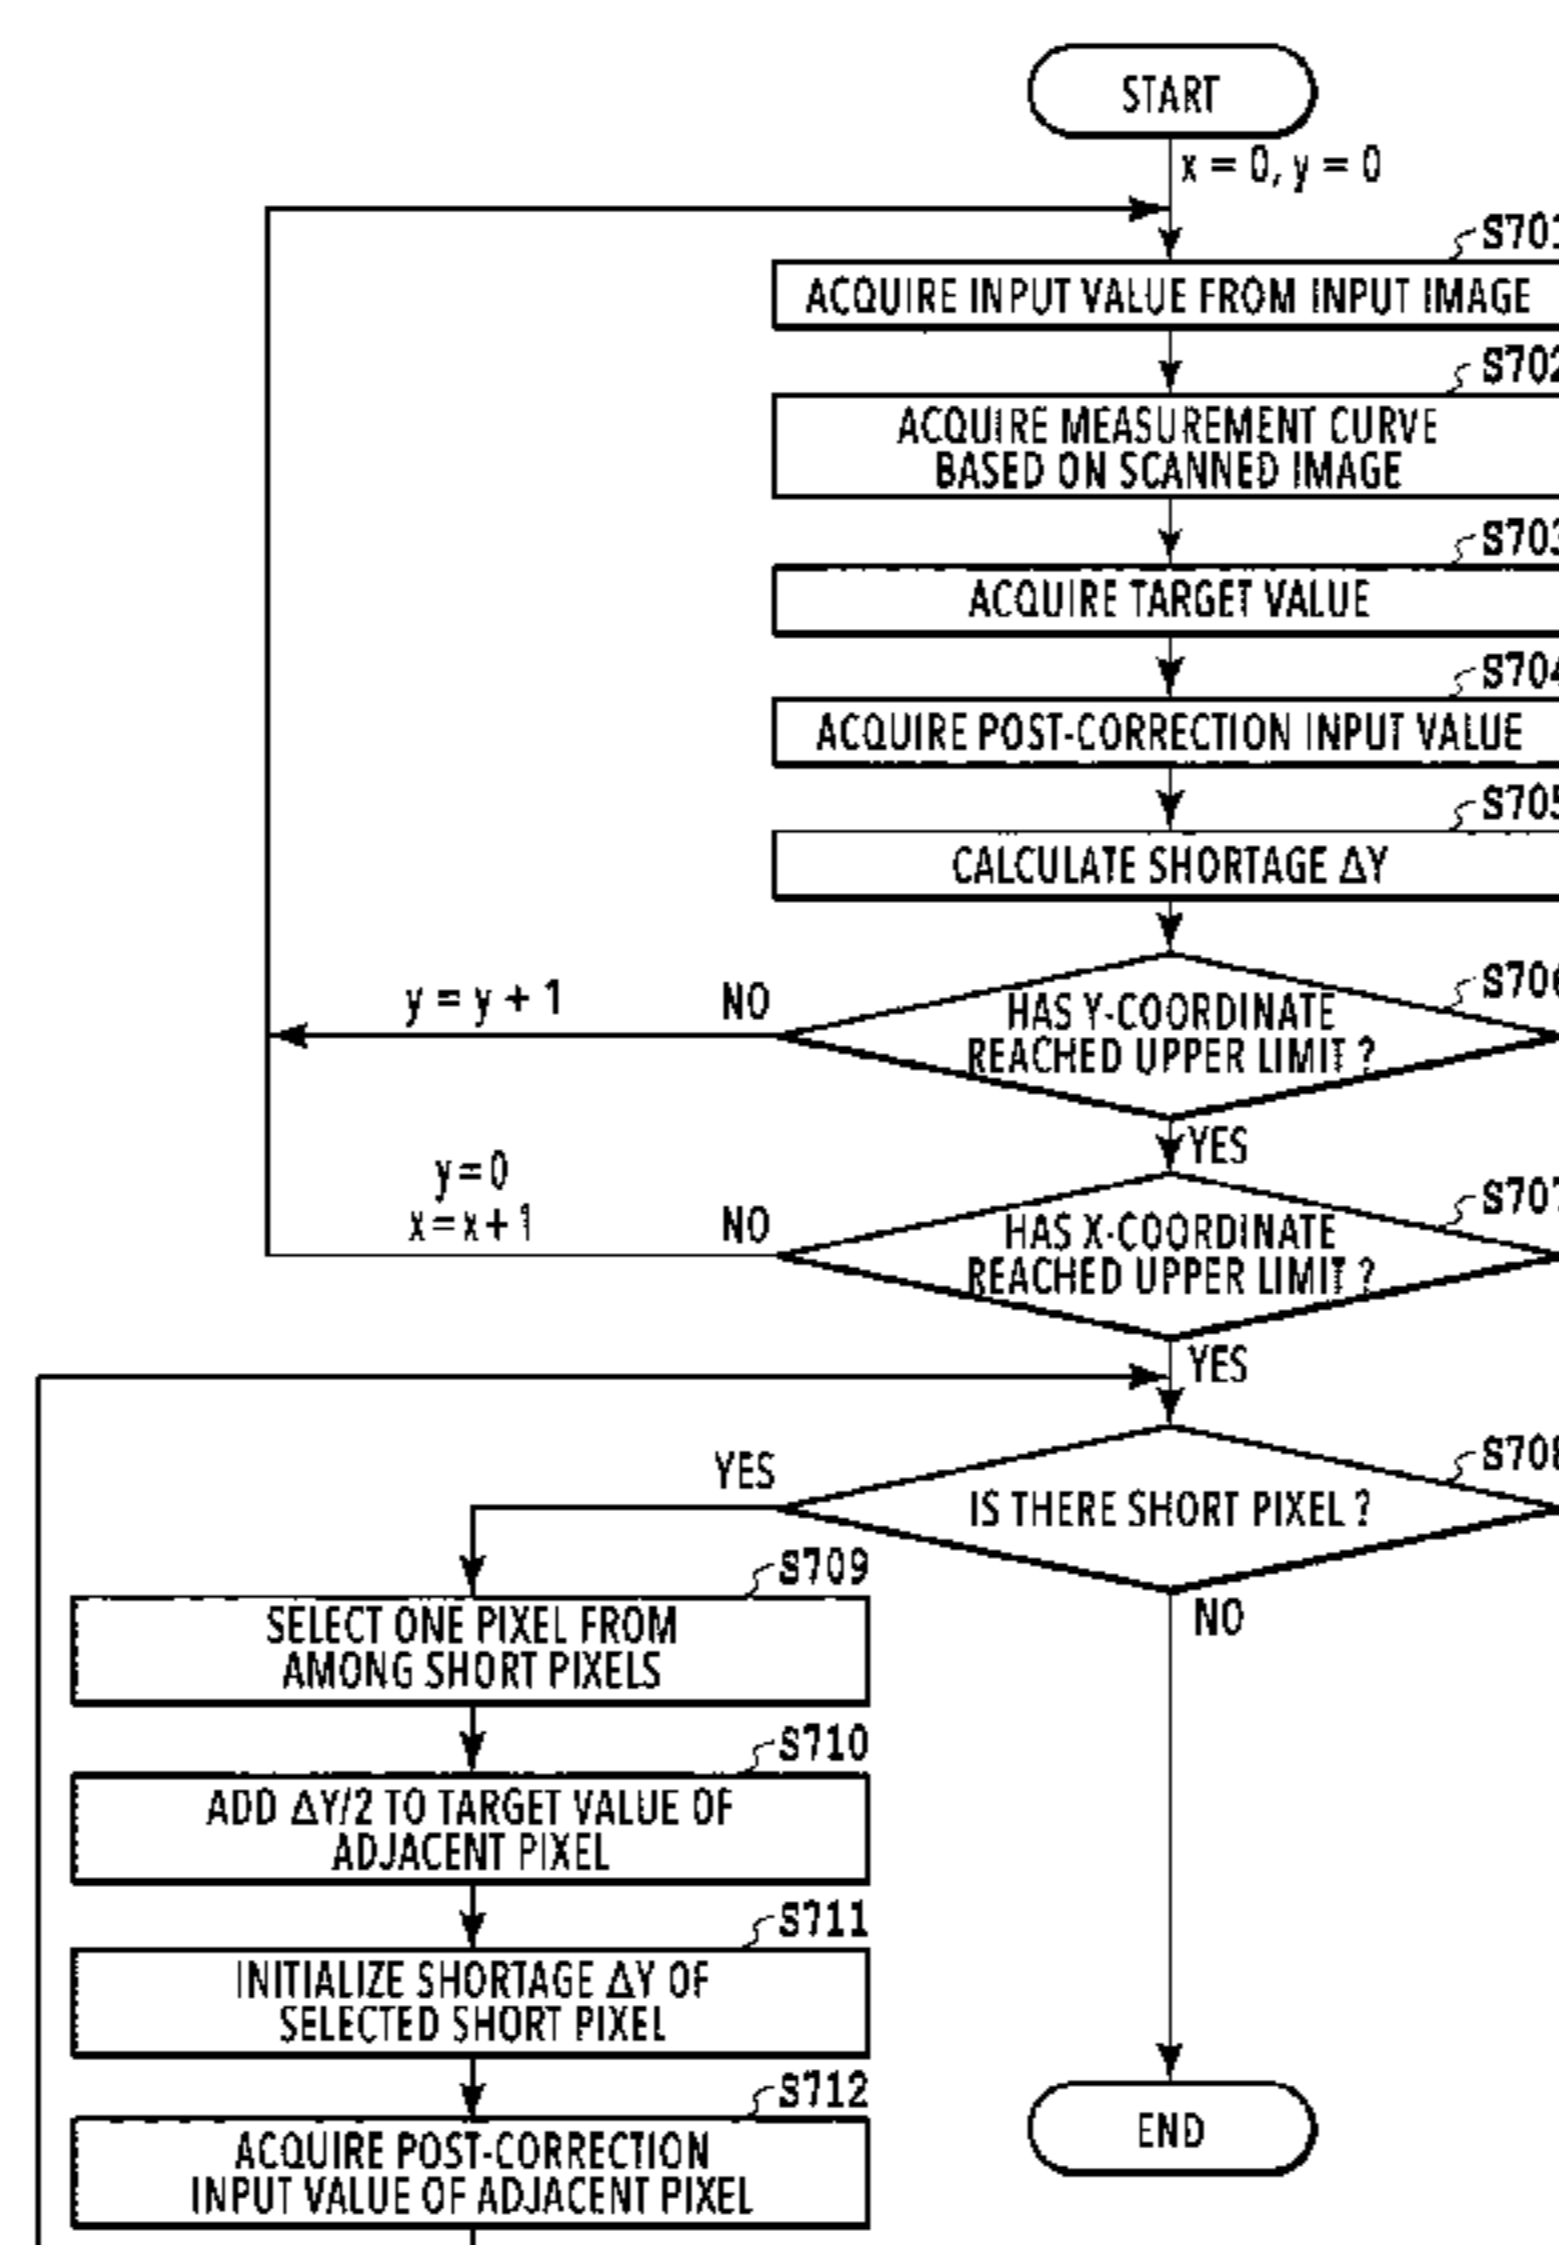 START
x = 0, y = 0
S701
ACQUIRE INPUT VALUE FROM INPUT IMAGE
S702
ACQUIRE MEASUREMENT CURVE
BASED ON SCANNED IMAGE
S703
ACQUIRE TARGET VALUE
S704
ACQUIRE POST-CORRECTION INPUT VALUE
S705
CALCULATE SHORTAGE ΔY
S706
HAS Y-COORDINATE
REACHED UPPER LIMIT ?
NO
y = y + 1
YES
S707
HAS X-COORDINATE
REACHED UPPER LIMIT ?
NO
y = 0
x = x + 1
YES
S708
IS THERE SHORT PIXEL ?
YES
NO
S709
SELECT ONE PIXEL FROM
AMONG SHORT PIXELS
S710
ADD ΔY/2 TO TARGET VALUE OF
ADJACENT PIXEL
S711
INITIALIZE SHORTAGE ΔY OF
SELECTED SHORT PIXEL
S712
ACQUIRE POST-CORRECTION
INPUT VALUE OF ADJACENT PIXEL
END